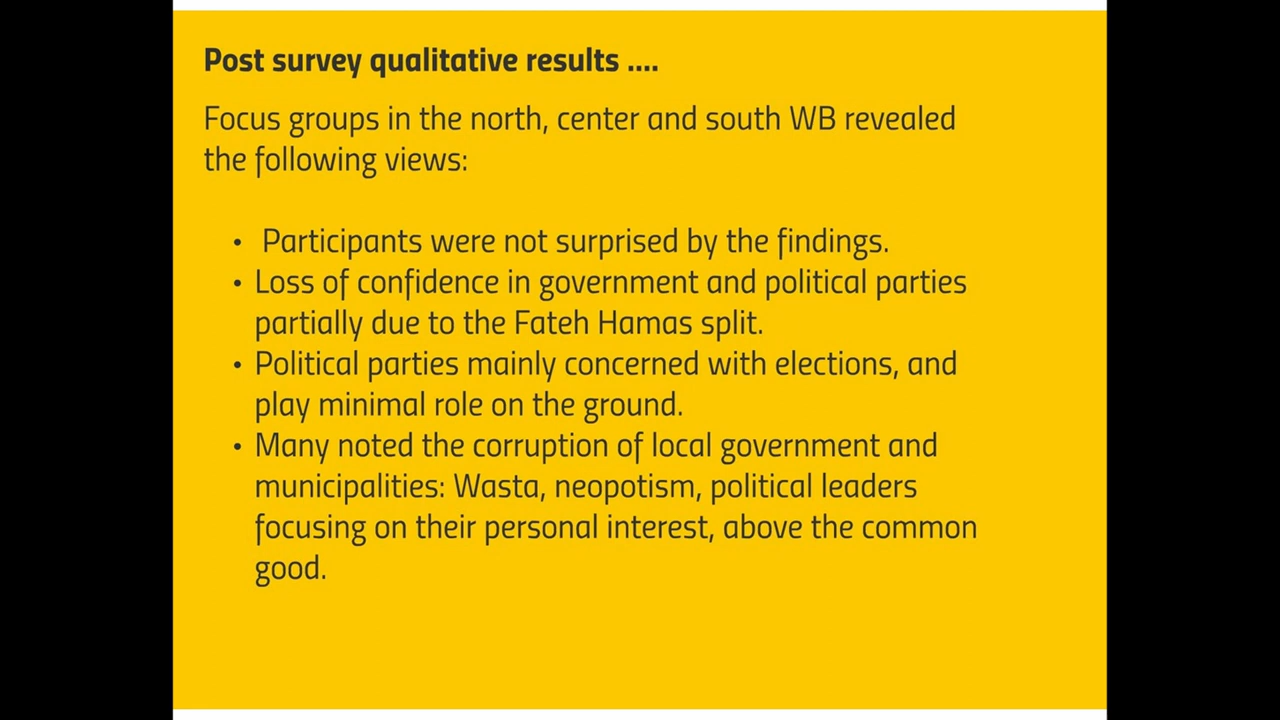 Post survey qualitative results ....
Focus groups in the north, center and south WB revealed
the following views:
• Participants were not surprised by the findings.
• Loss of confidence in government and political parties
partially due to the Fateh Hamas split.
• Political parties mainly concerned with elections, and
play minimal role on the ground.
• Many noted the corruption of local government and
municipalities: Wasta, neopotism, political leaders
focusing on their personal interest, above the common
good.